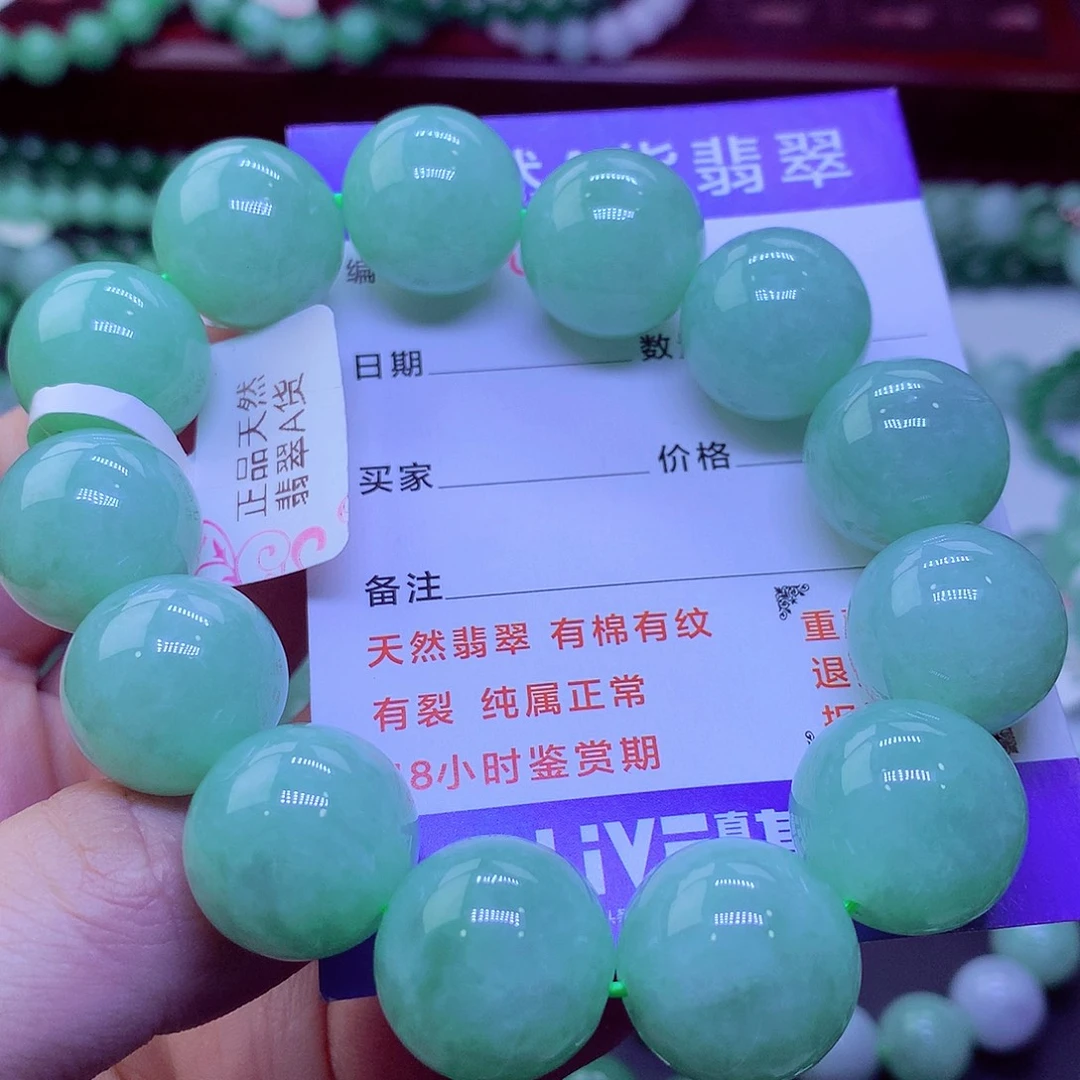 翡翠
编
日期 数
买家 价格
备注
天然翡翠 有棉有纹
有裂 纯属正常
8小时鉴赏期
重
退
正品天然
翡翠A货